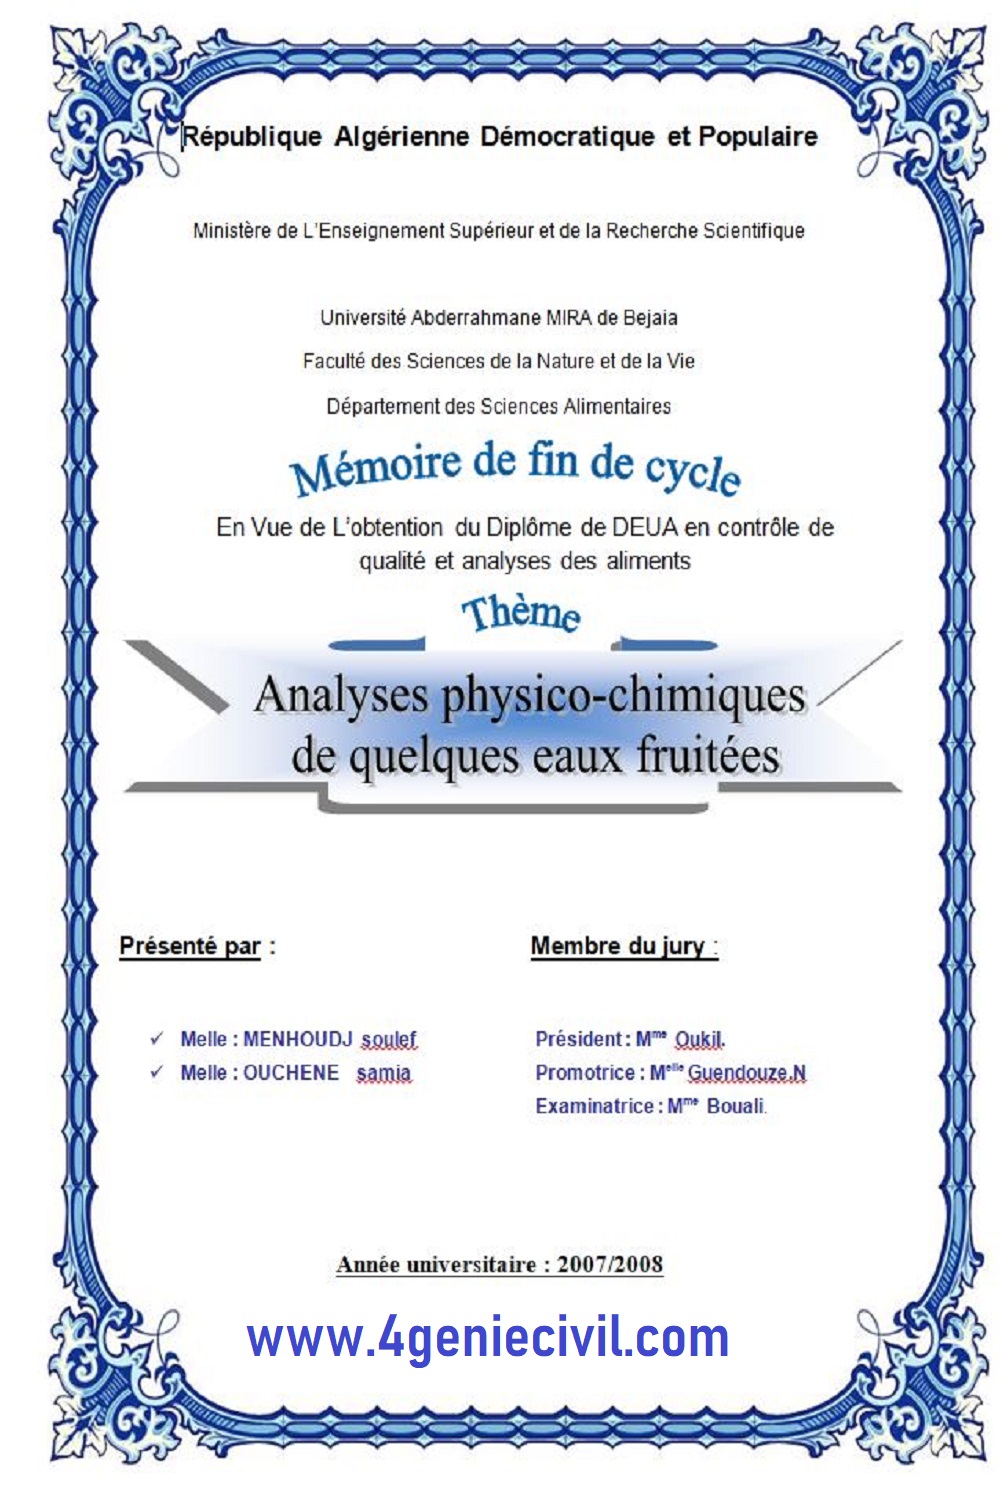 République Algérienne Démocratique et Populaire
Ministère de L'Enseignement Supérieur et de la Recherche Scientifique
Université Abderrahmane MIRA de Bejaia
Faculté des Sciences de la Nature et de la Vie
Département des Sciences Alimentaires
Mémoire de fin de cycle
En Vue de L'obtention du Diplôme de DEUA en contrôle de
qualité et analyses des aliments
Thème
Analyses physico-chimiques
de quelques eaux fruitées
Présenté par :
✓ Melle : MENHOUDJ soulef
✓ Melle : OUCHENE samia
Membre du jury :
Président : Mme Oukil.
Promotrice : Melle Guendouze.N
Examinatrice : Mme Bouali.
Année universitaire : 2007/2008
www.4geniecivil.com